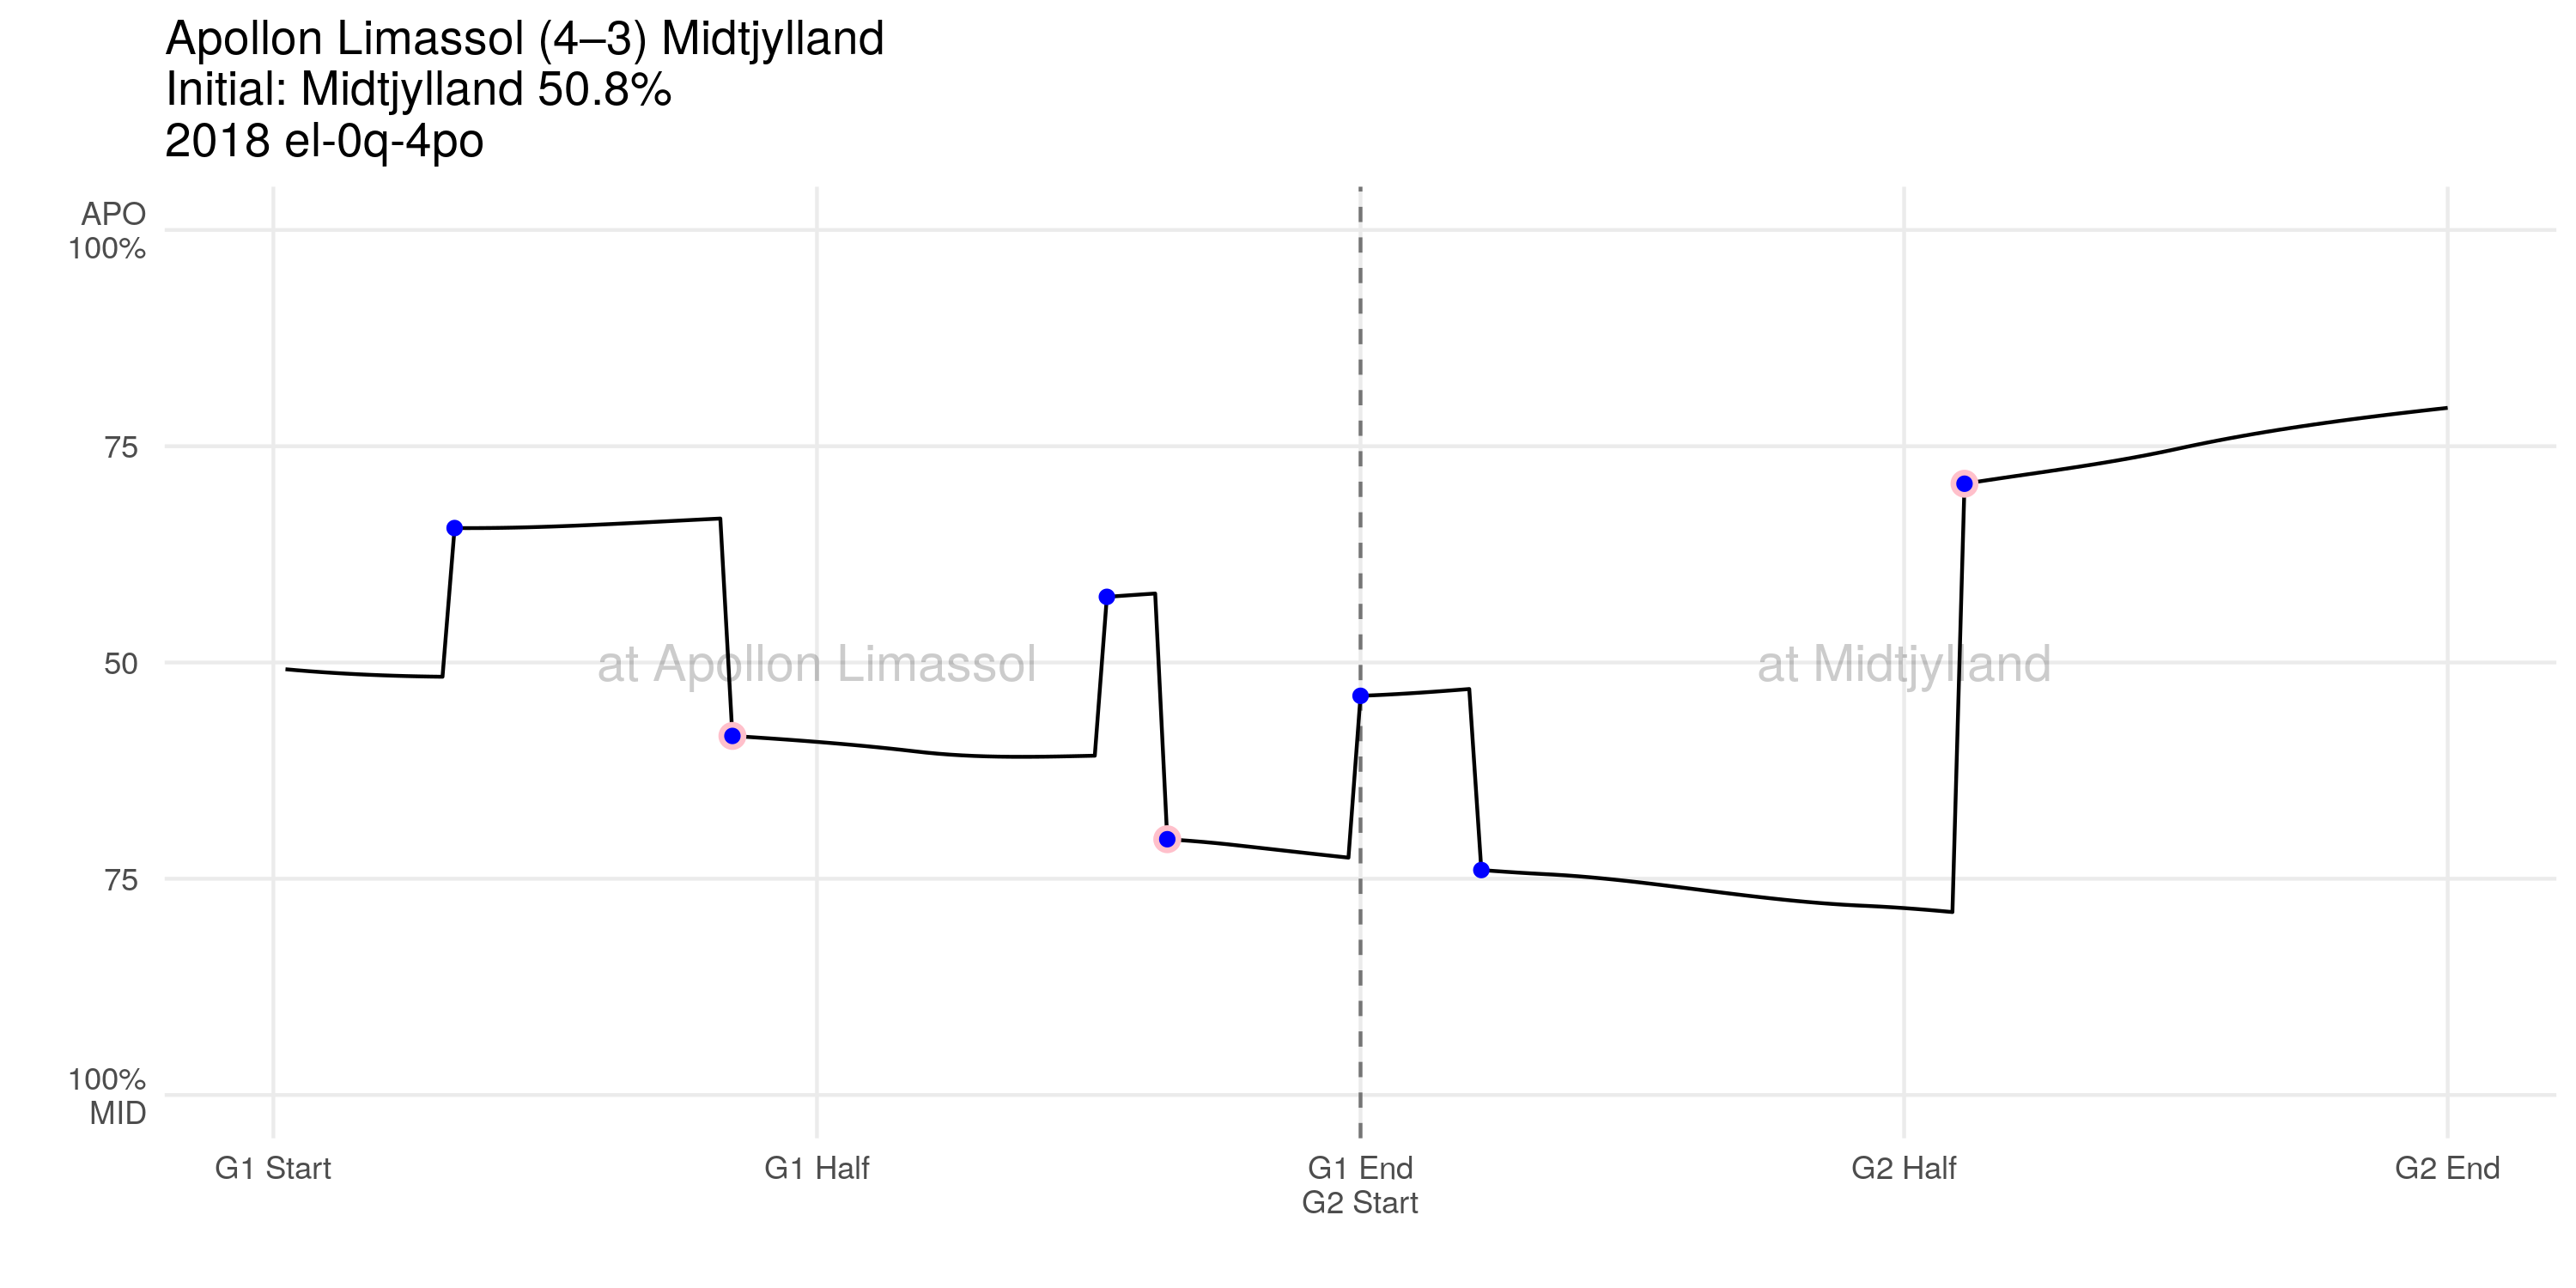 Apollon Limassol (4–3) Midtjylland
Initial: Midtjylland 50.8%
2018 el-0q-4po
APO
100%
75
50
75
100%
MID
at Apollon Limassol
at Midtjylland
G1 Start
G1 Half
G1 End
G2 Start
G2 Half
G2 End